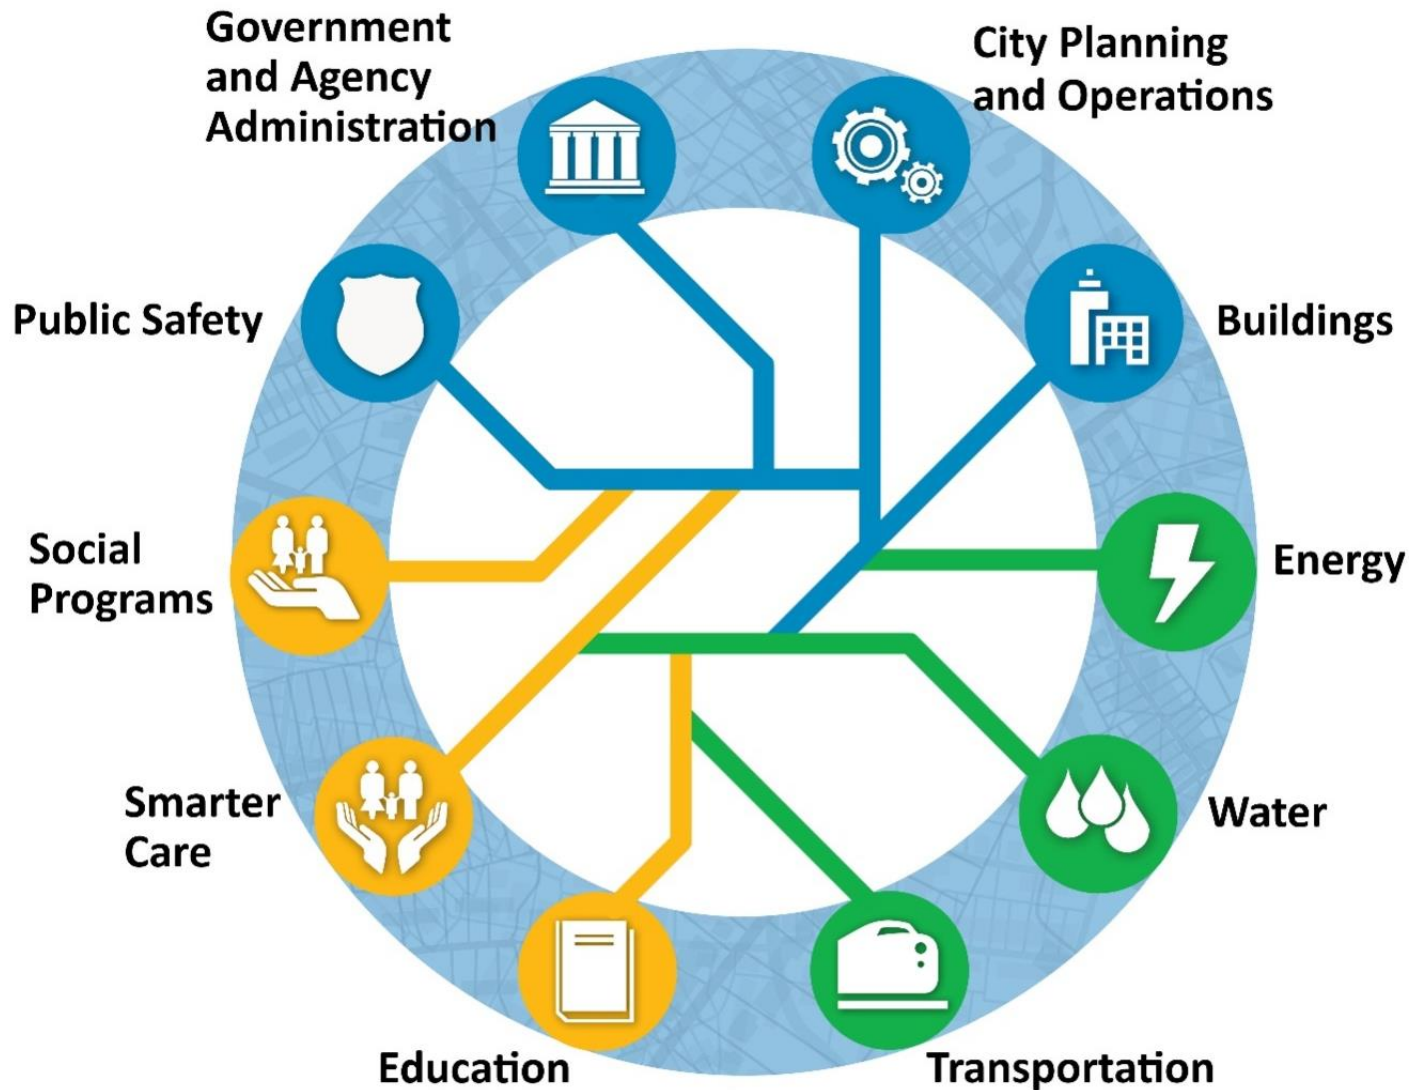 Government
and Agency
Administration
City Planning
and Operations
Public Safety
Buildings
Social
Programs
Energy
Smarter
Care
Water
Education
Transportation